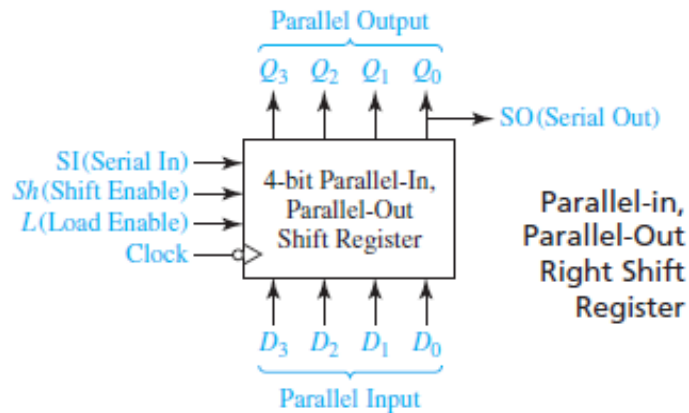 Parallel Output
Q3 Q2 Q1 Q0
SO(Serial Out)
SI(Serial In)
Sh(Shift Enable)
L(Load Enable)
Clock
4-bit Parallel-In,
Parallel-Out
Shift Register
Parallel-in,
Parallel-Out
Right Shift
Register
D3 D2 D1 D0
Parallel Input